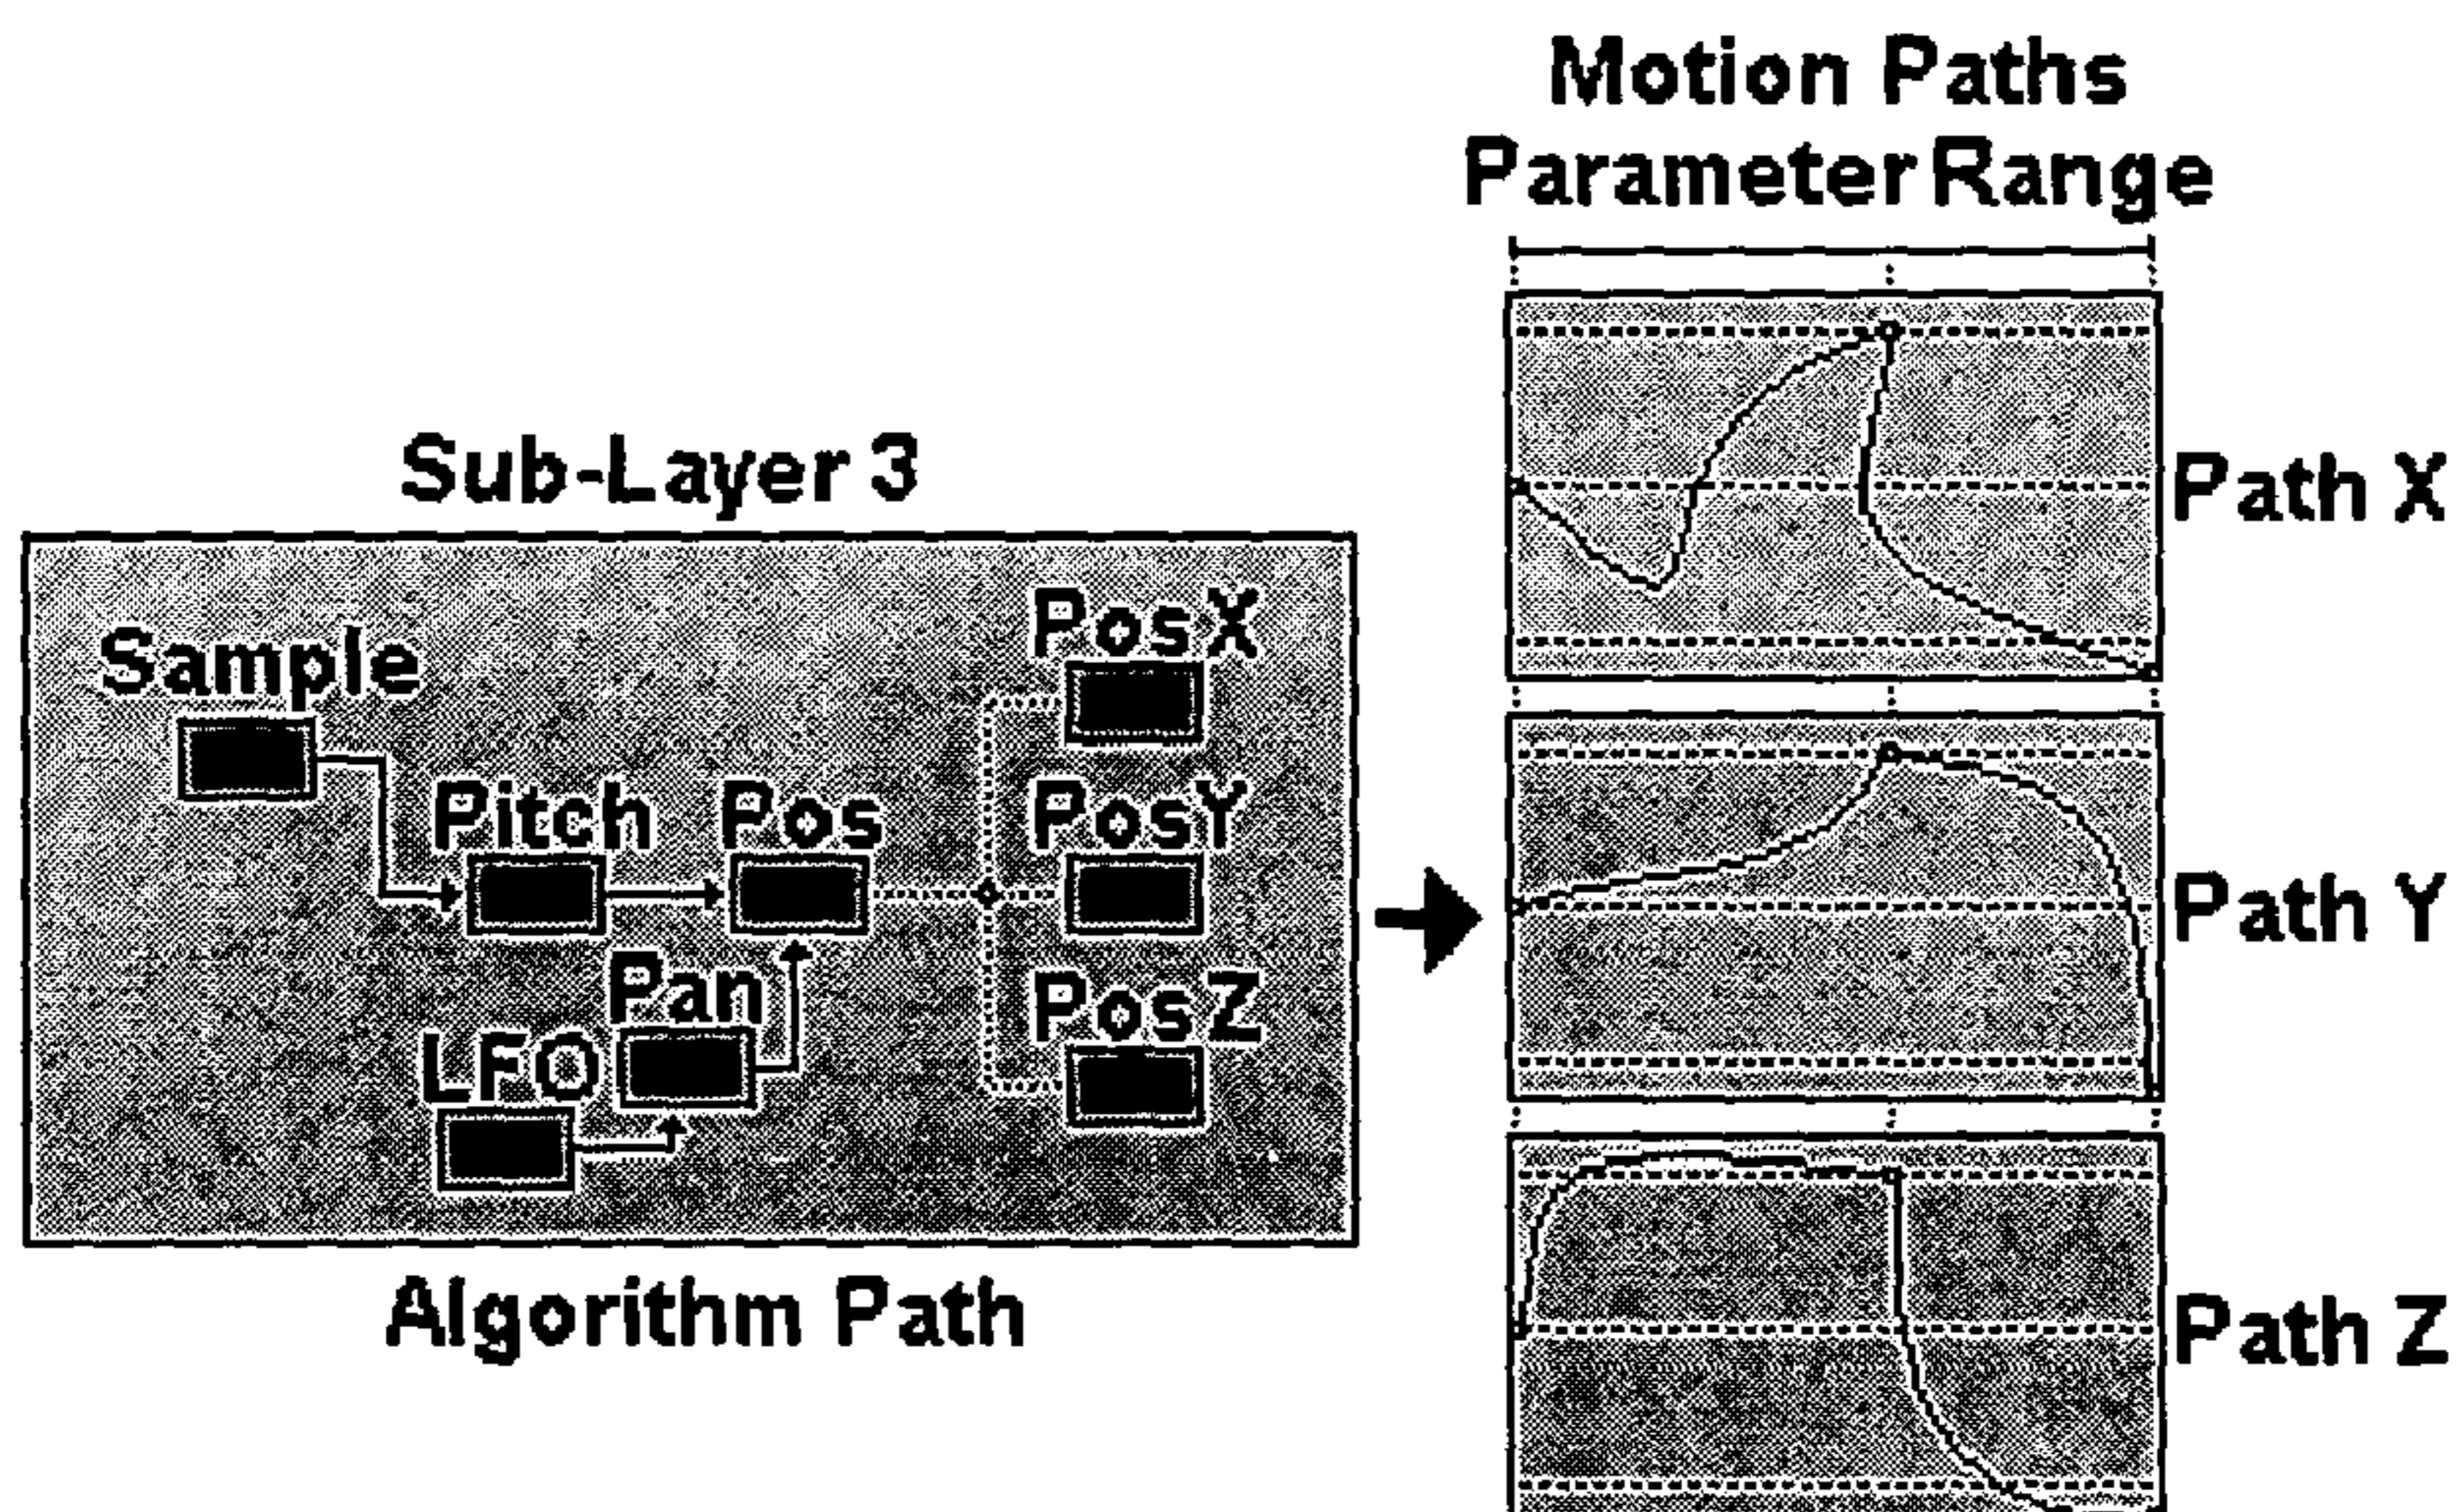 Motion Paths
Parameter Range
Sub-Layer 3
Sample
Pitch
Pos
Pan
LFO
PosX
PosY
PosZ
Algorithm Path
Path X
Path Y
Path Z